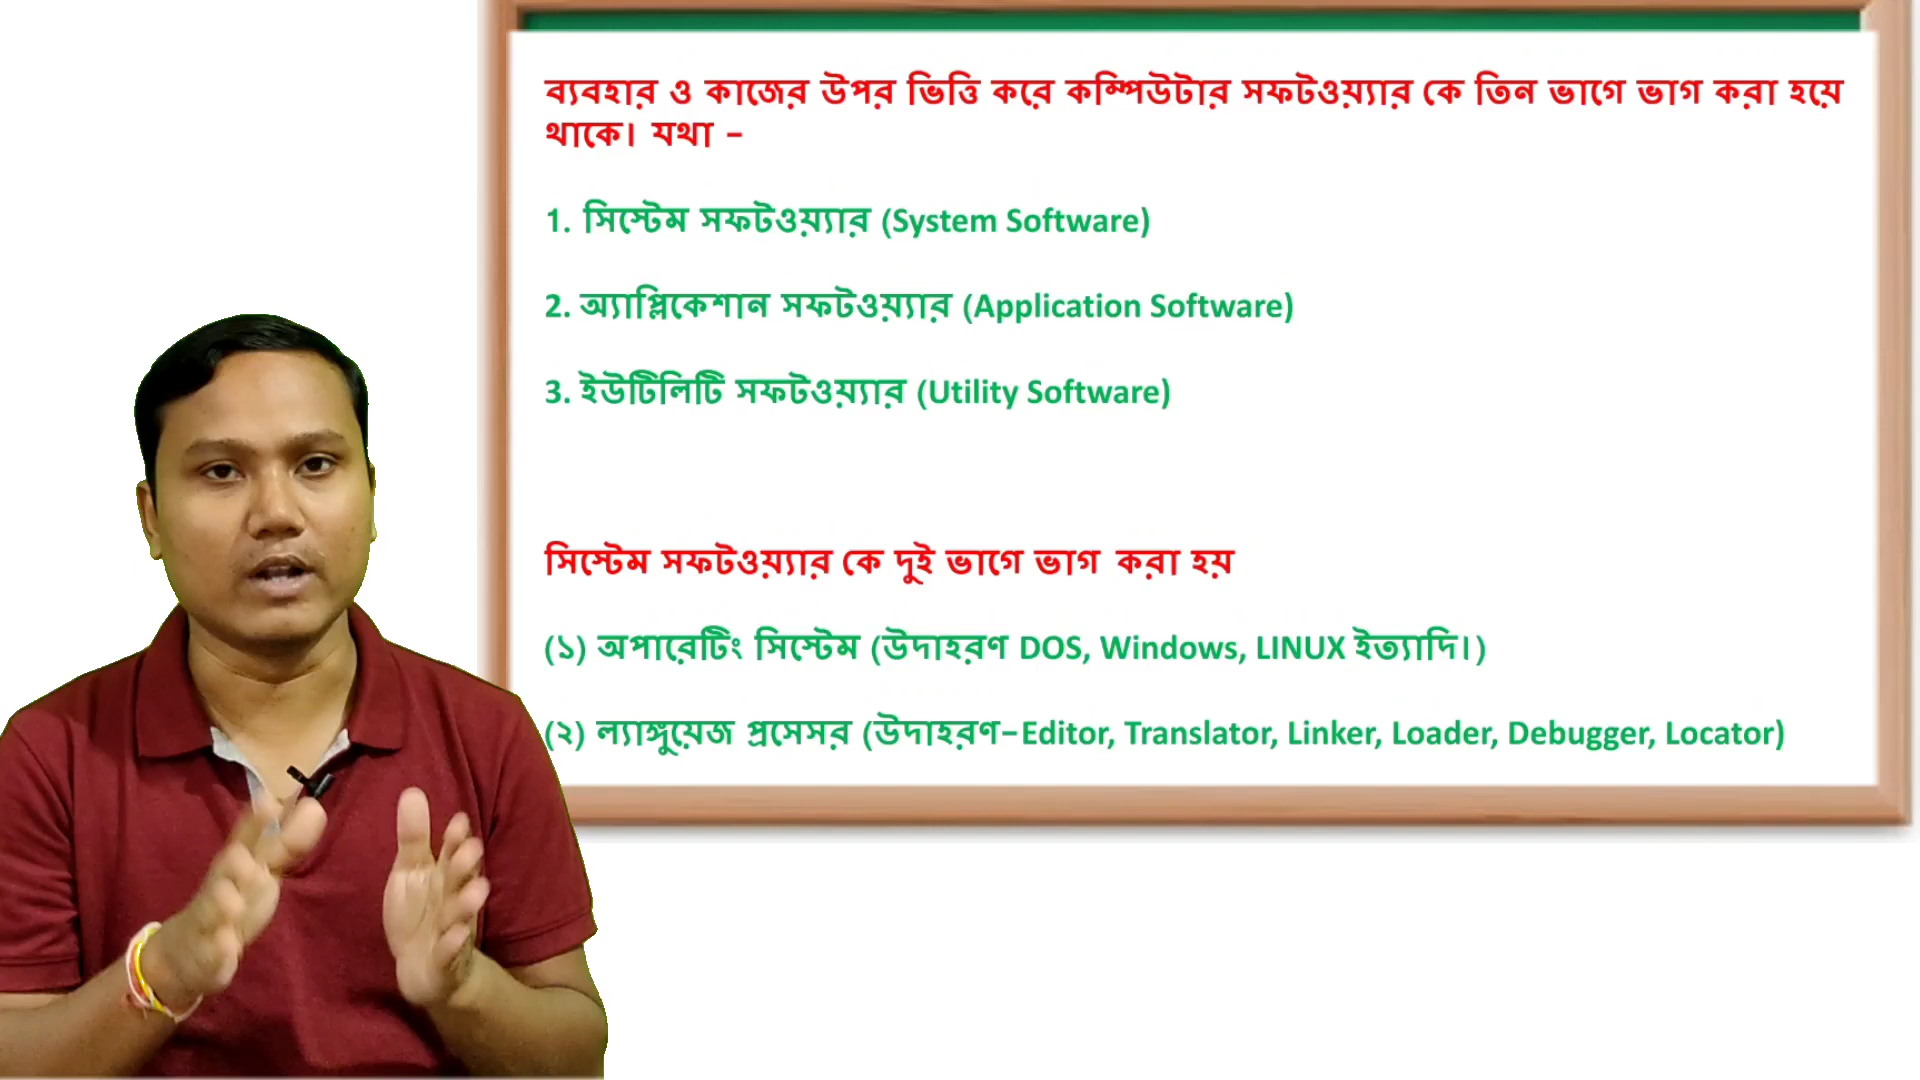 ব্যবহার ও কাজের উপর ভিত্তি করে কম্পিউটার সফটওয়্যার কে তিন ভাগে ভাগ করা হয়ে
থাকে। যথা –
1. সিস্টেম সফটওয়্যার (System Software)
2. অ্যাপ্লিকেশান সফটওয়্যার (Application Software)
3. ইউটিলিটি সফটওয়্যার (Utility Software)
সিস্টেম সফটওয়্যার কে দুই ভাগে ভাগ করা হয়
(১) অপারেটিং সিস্টেম (উদাহরণ DOS, Windows, LINUX ইত্যাদি।)
(২) ল্যাঙ্গুয়েজ প্রসেসর (উদাহরণ–Editor, Translator, Linker, Loader, Debugger, Locator)